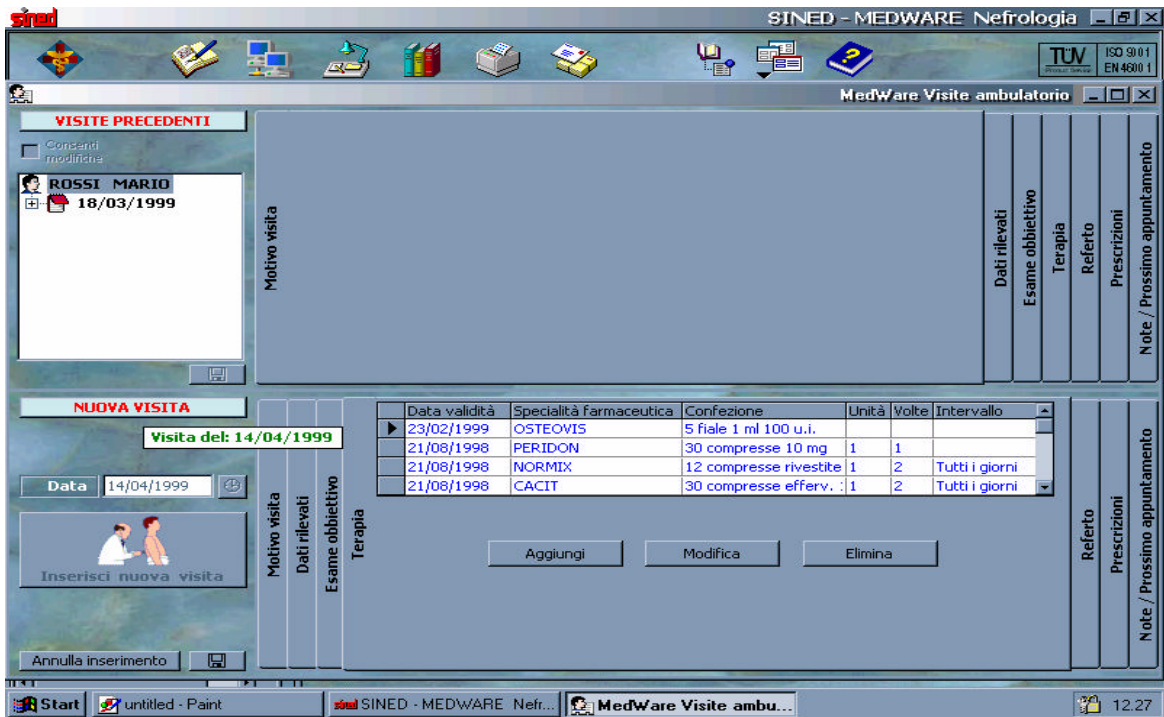 sined
SINED - MEDWARE Nefrologia
TÜV
ISO 9001
EN 46001
MedWare Visite ambulatorio
VISITE PRECEDENTI
Consenti
modifiche
ROSSI MARIO
18/03/1999
Motivo visita
Dati rilevati
Esame obbiettivo
Terapia
Referto
Prescrizioni
Note / Prossimo appuntamento
NUOVA VISITA
Visita del: 14/04/1999
Data 14/04/1999
Inserisci nuova visita
Annulla inserimento
Motivo visita
Dati rilevati
Esame obbiettivo
Terapia
Data validità Specialità farmaceutica Confezione Unità Volte Intervallo
23/02/1999 OSTEOVIS 5 fiale 1 ml 100 u.i.
21/08/1998 PERIDON 30 compresse 10 mg 1 1
21/08/1998 NORMIX 12 compresse rivestite 1 2 Tutti i giorni
21/08/1998 CACIT 30 compresse efferv. : 1 2 Tutti i giorni
Aggiungi Modifica Elimina
Referto
Prescrizioni
Note / Prossimo appuntamento
Start untitled - Paint sined SINED - MEDWARE Nefr... MedWare Visite ambu... 12.27